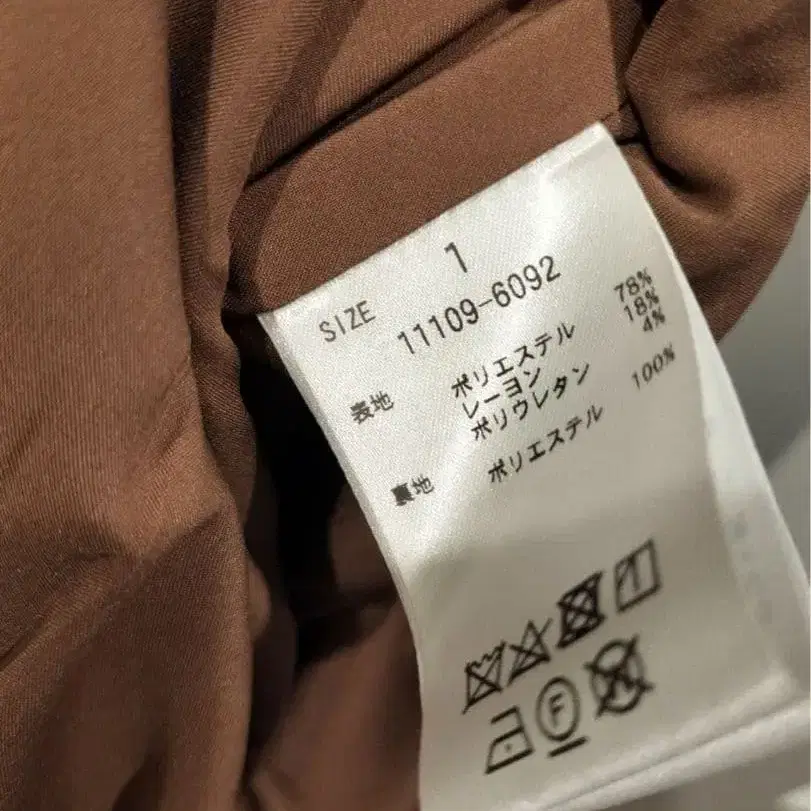 SIZE 1
11109-6092
表地 ポリエステル 78%
レーヨン 18%
ポリウレタン 4%
裏地 ポリエステル 100%
F